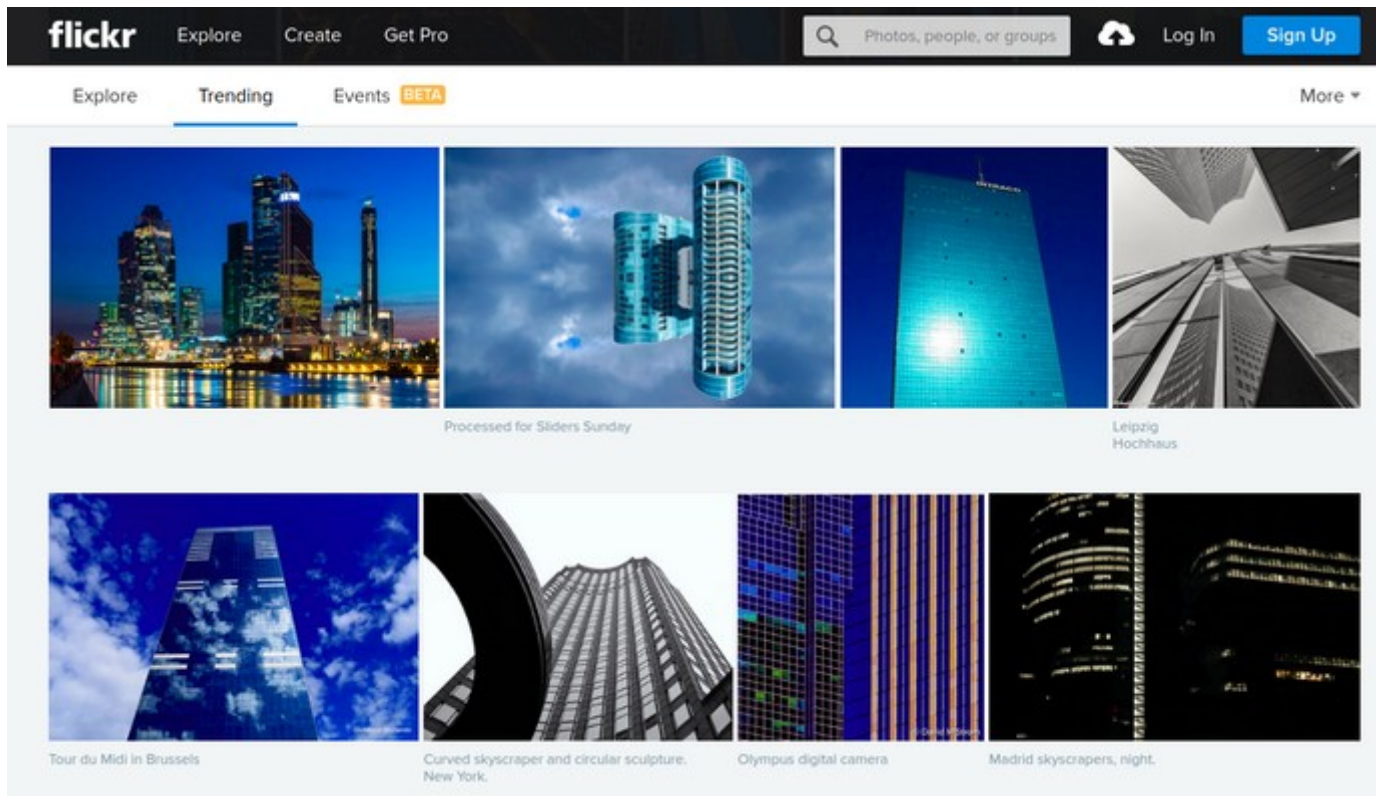 flickr Explore Create Get Pro Photos, people, or groups Log In Sign Up
Explore Trending Events BETA More
INTRACO
Processed for Sliders Sunday
Leipzig
Hochhaus
Tour du Midi in Brussels
Curved skyscraper and circular sculpture.
New York.
Olympus digital camera
Madrid skyscrapers, night.